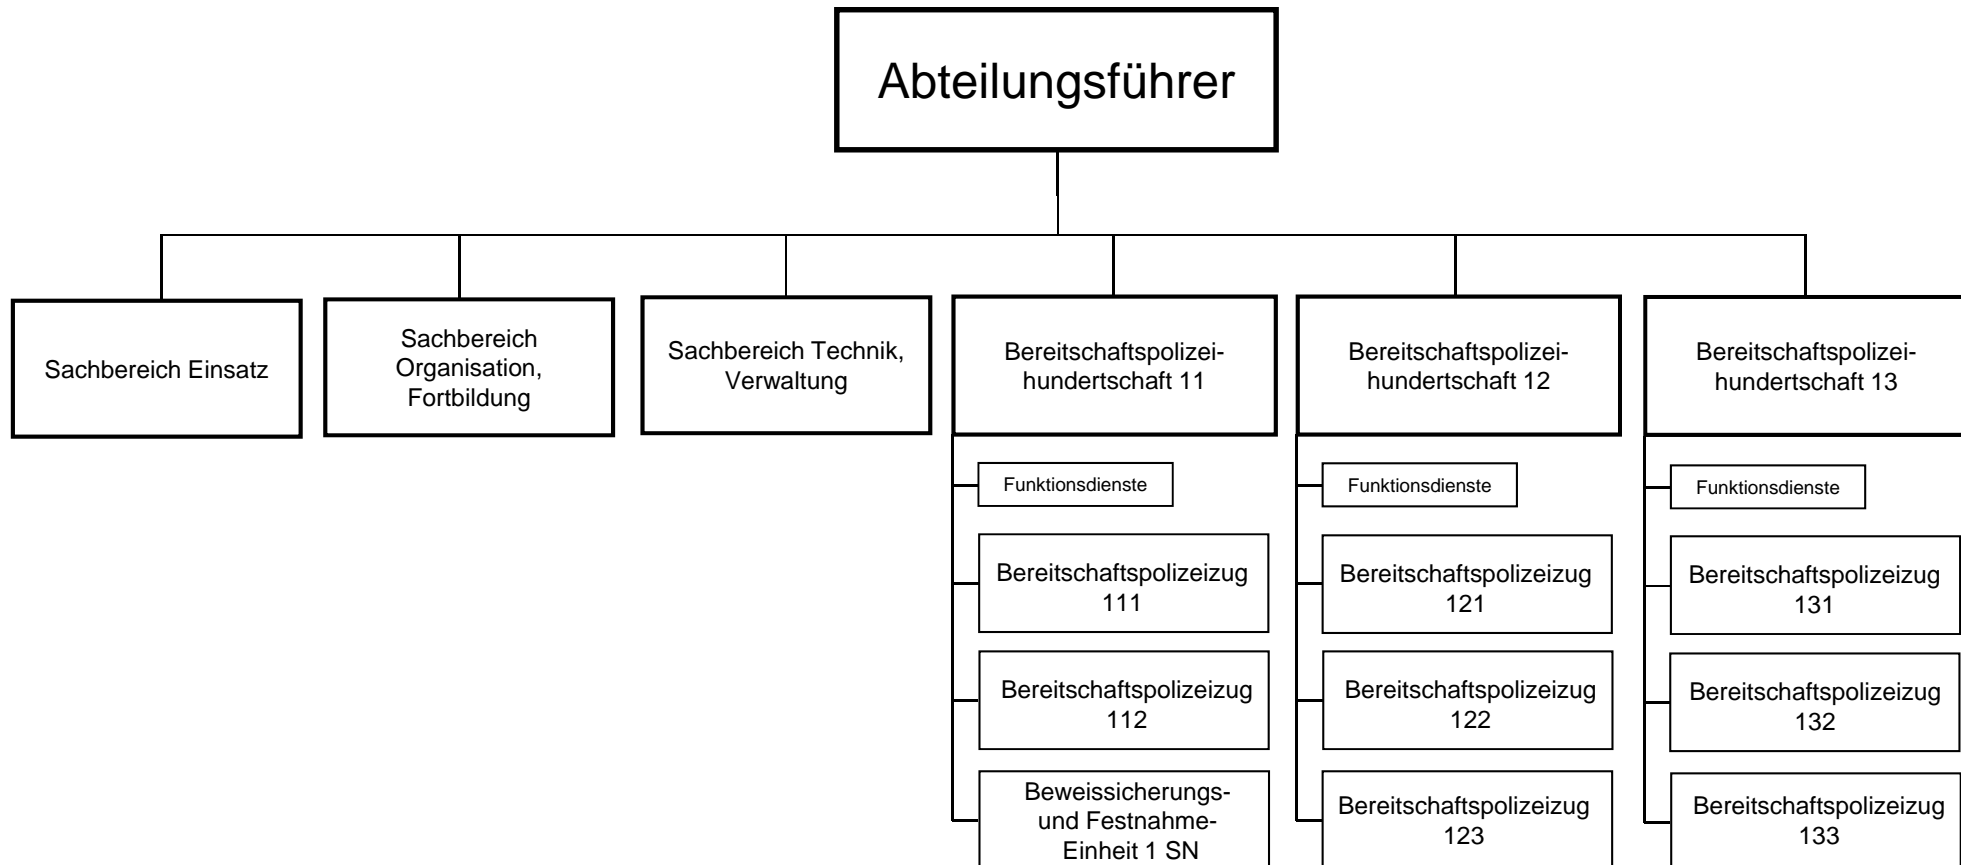 Abteilungsführer
Sachbereich Einsatz
Sachbereich
Organisation,
Fortbildung
Sachbereich Technik,
Verwaltung
Bereitschaftspolizei-
hundertschaft 11
Bereitschaftspolizei-
hundertschaft 12
Bereitschaftspolizei-
hundertschaft 13
Funktionsdienste
Bereitschaftspolizeizug
111
Bereitschaftspolizeizug
112
Beweissicherungs-
und Festnahme-
Einheit 1 SN
Funktionsdienste
Bereitschaftspolizeizug
121
Bereitschaftspolizeizug
122
Bereitschaftspolizeizug
123
Funktionsdienste
Bereitschaftspolizeizug
131
Bereitschaftspolizeizug
132
Bereitschaftspolizeizug
133